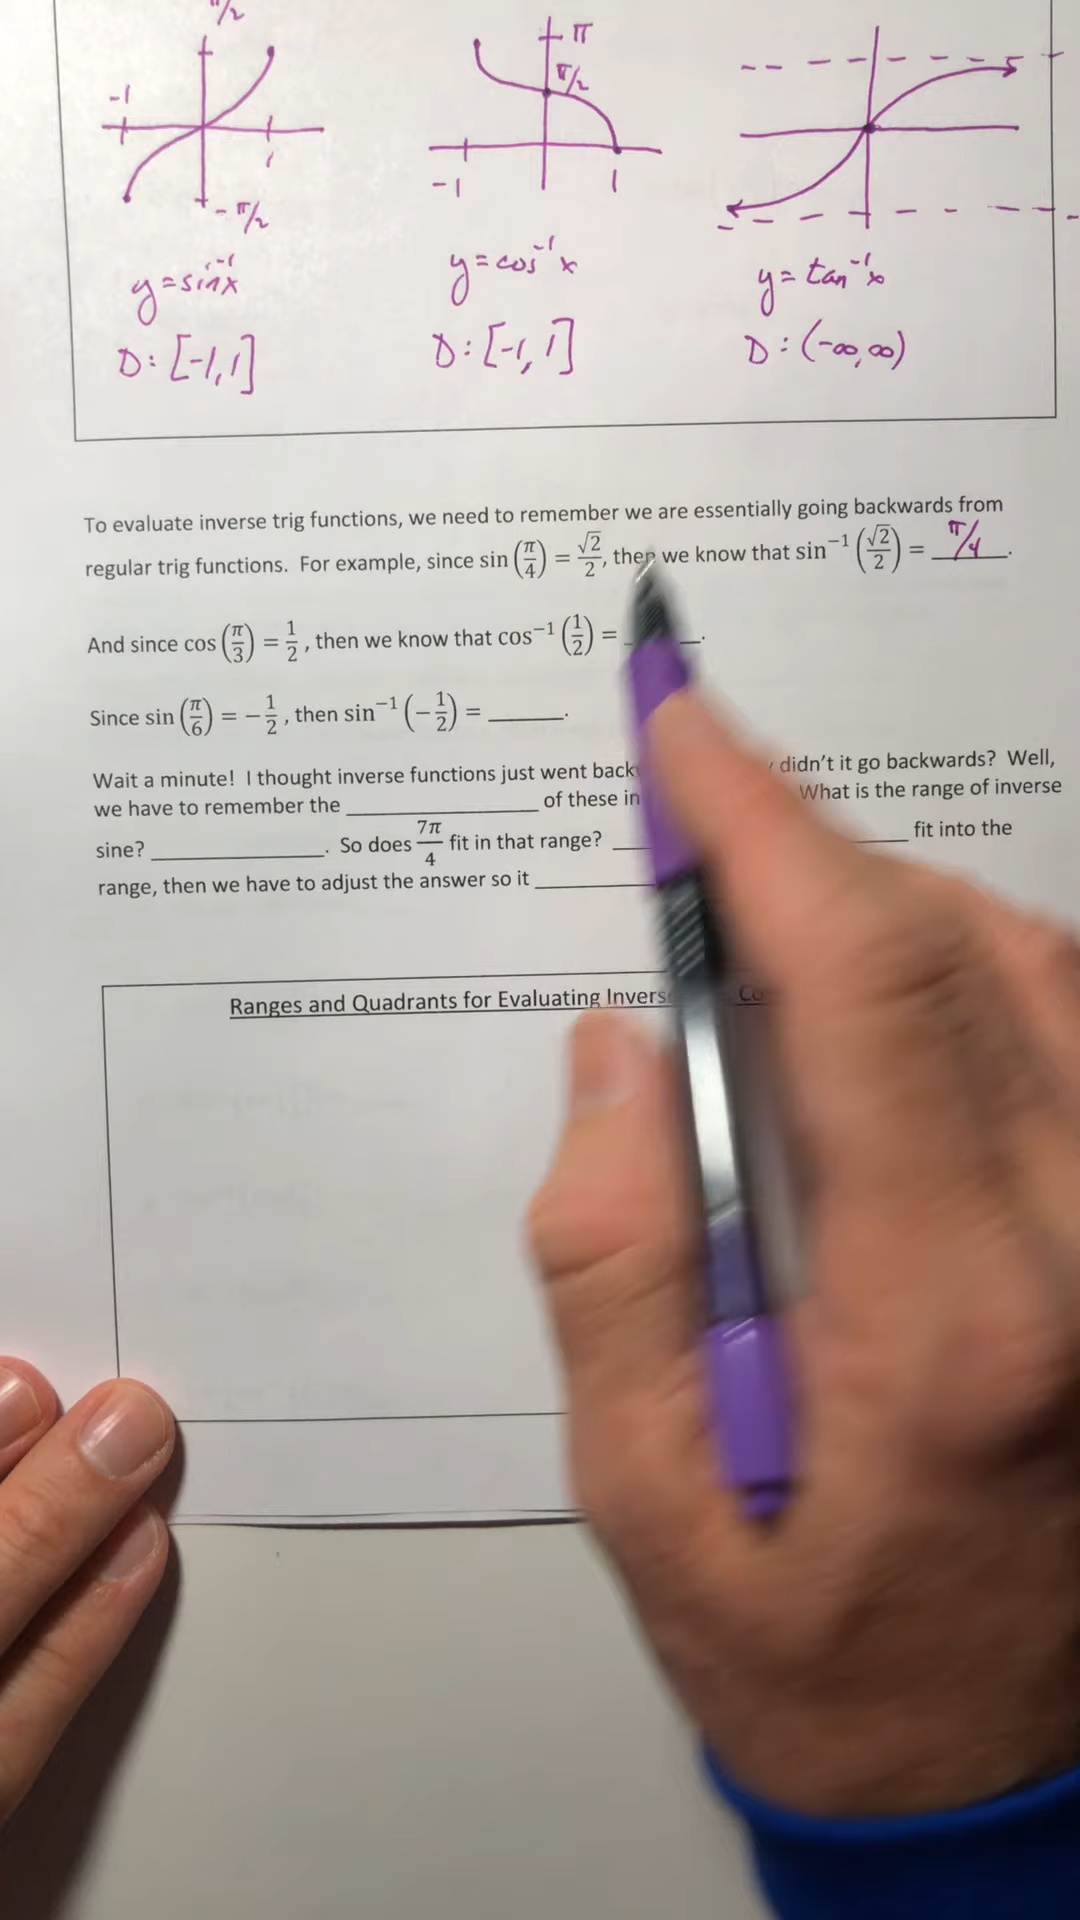 π/2
π
π/2
-1
1
-π/2
-1
1
y=sin⁻¹x
y=cos⁻¹x
y=tan⁻¹x
D: [-1,1]
D: [-1,1]
D: (-∞,∞)
To evaluate inverse trig functions, we need to remember we are essentially going backwards from
regular trig functions. For example, since sin(π/4) = √2/2, then we know that sin⁻¹(√2/2) = π/4.
And since cos(π/3) = 1/2, then we know that cos⁻¹(1/2) = ______.
Since sin(π/6) = -1/2, then sin⁻¹(-1/2) = ______.
Wait a minute! I thought inverse functions just went didn't it go backwards? Well,
we have to remember the ______ of these What is the range of inverse
sine? ______. So does 7π/4 fit in that range? ______ fit into the
range, then we have to adjust the answer so it ______
Ranges and Quadrants for Evaluating